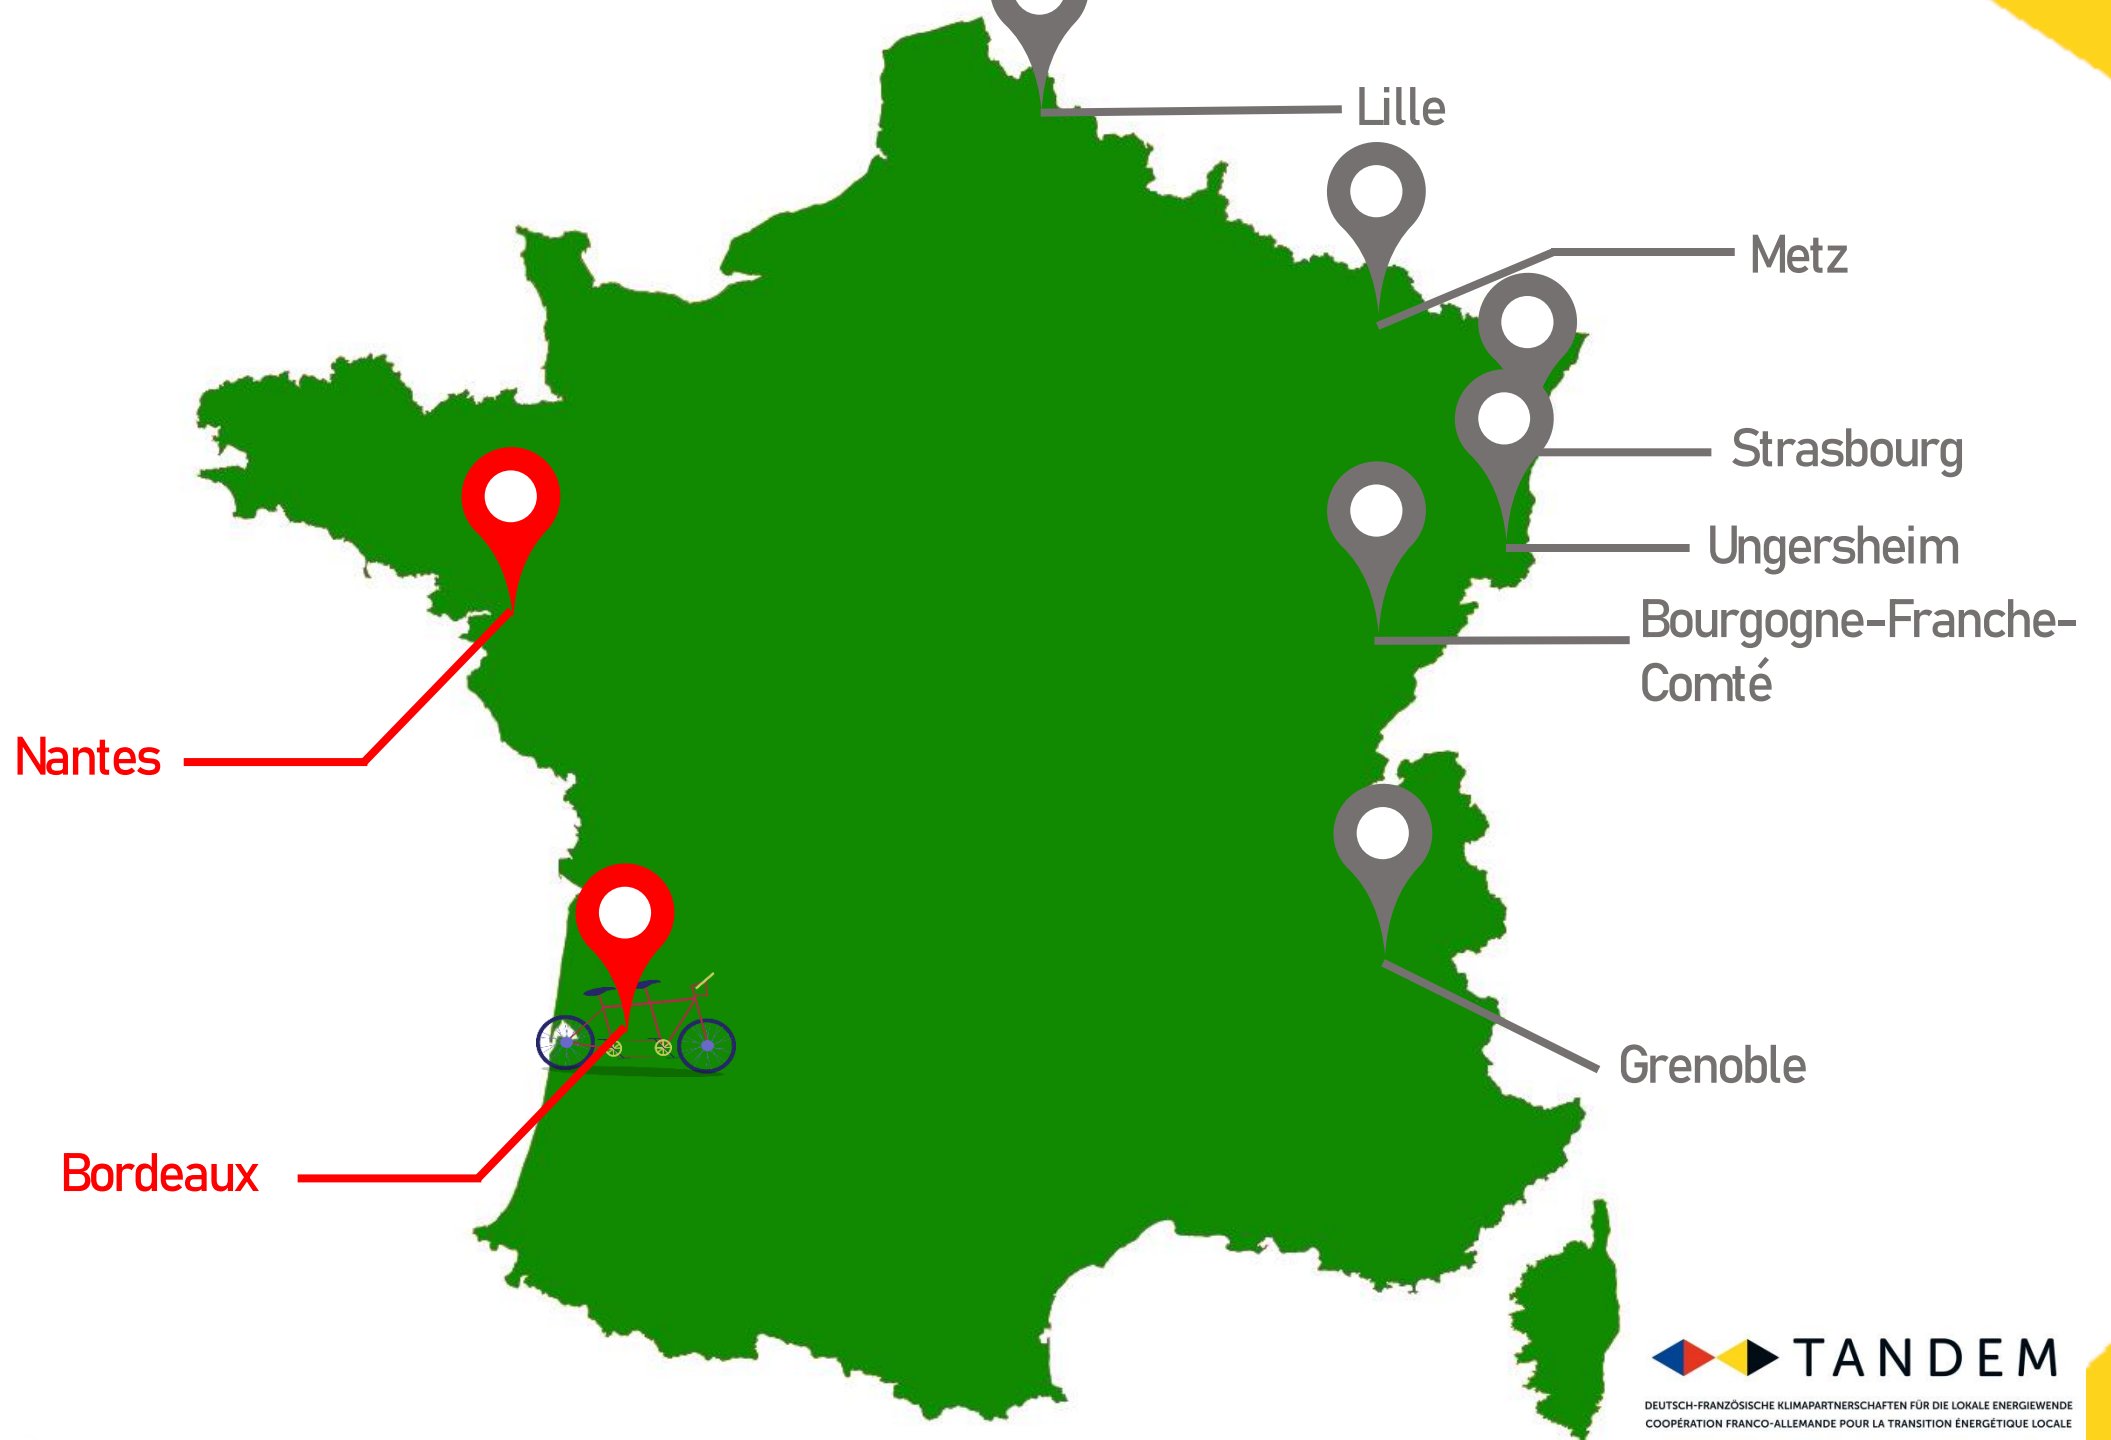 Lille
Metz
Strasbourg
Ungersheim
Bourgogne-Franche-
Comté
Nantes
Grenoble
Bordeaux
TANDEM
DEUTSCH-FRANZÖSISCHE KLIMAPARTNERSCHAFTEN FÜR DIE LOKALE ENERGIEWENDE
COOPÉRATION FRANCO-ALLEMANDE POUR LA TRANSITION ÉNERGÉTIQUE LOCALE